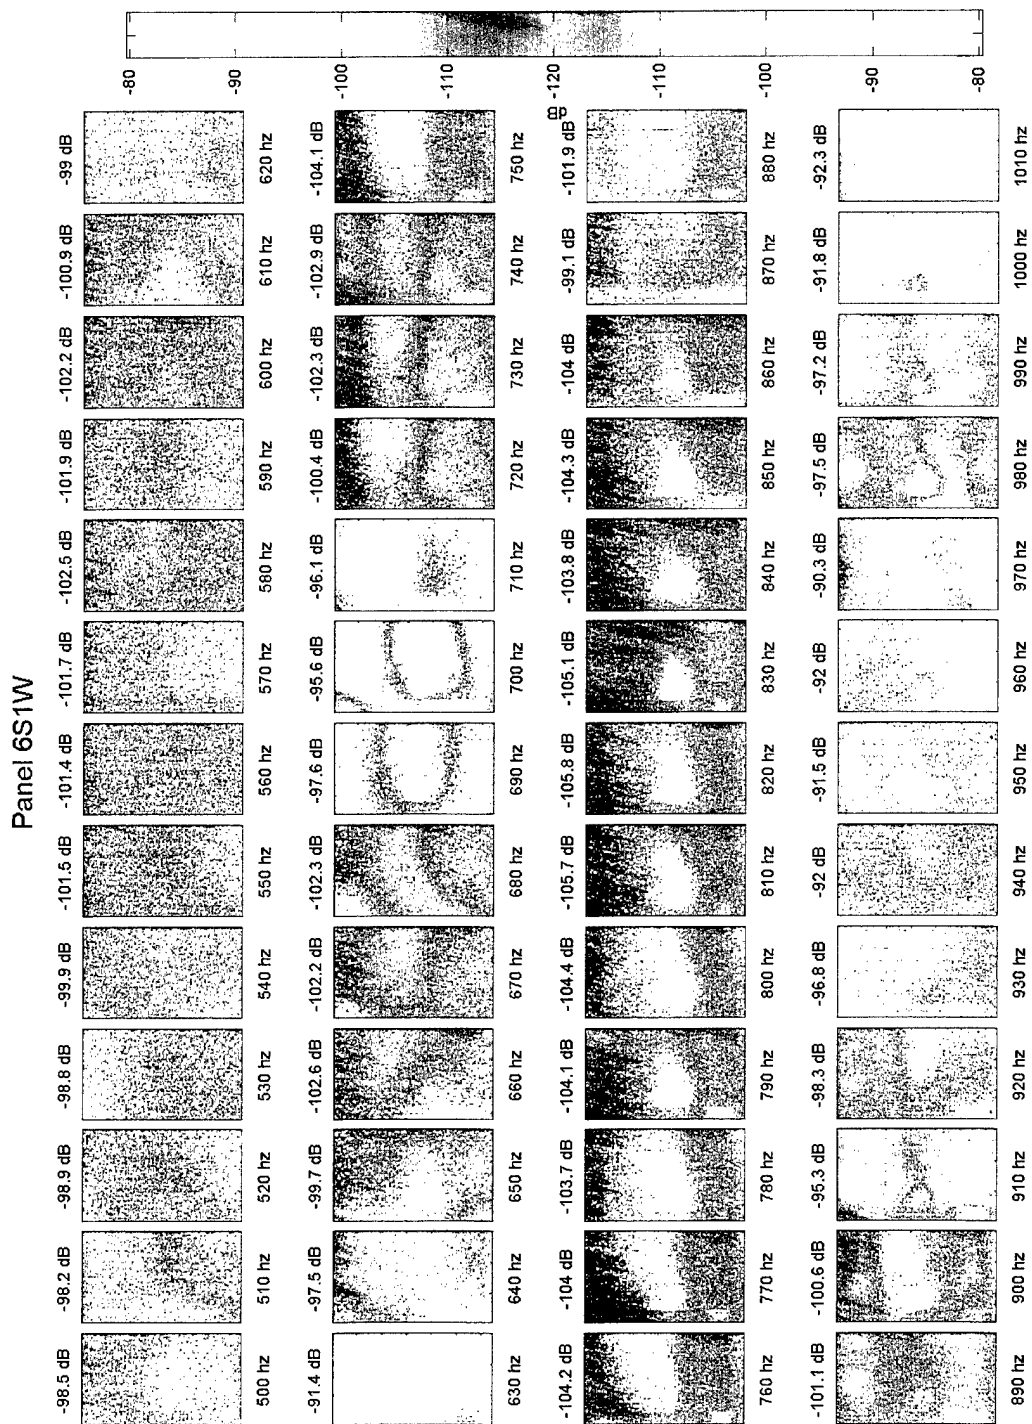 Panel 6S1W
-98.5 dB -98.2 dB -98.9 dB -98.8 dB -99.9 dB -101.5 dB -101.4 dB -101.7 dB -102.5 dB -101.9 dB -102.2 dB -100.9 dB -99 dB
500 hz 510 hz 520 hz 530 hz 540 hz 550 hz 560 hz 570 hz 580 hz 590 hz 600 hz 610 hz 620 hz
-91.4 dB -97.5 dB -99.7 dB -102.6 dB -102.2 dB -102.3 dB -97.6 dB -95.6 dB -96.1 dB -100.4 dB -102.3 dB -102.9 dB -104.1 dB
630 hz 640 hz 650 hz 660 hz 670 hz 680 hz 690 hz 700 hz 710 hz 720 hz 730 hz 740 hz 750 hz
-104.2 dB -104 dB -103.7 dB -104.1 dB -104.4 dB -105.7 dB -105.8 dB -105.1 dB -103.8 dB -104.3 dB -104 dB -99.1 dB -101.9 dB
760 hz 770 hz 780 hz 790 hz 800 hz 810 hz 820 hz 830 hz 840 hz 850 hz 860 hz 870 hz 880 hz
-101.1 dB -100.6 dB -95.3 dB -98.3 dB -96.8 dB -92 dB -91.5 dB -92 dB -90.3 dB -97.5 dB -97.2 dB -91.8 dB -92.3 dB
890 hz 900 hz 910 hz 920 hz 930 hz 940 hz 950 hz 960 hz 970 hz 980 hz 990 hz 1000 hz 1010 hz
-80
-90
-100
-110
-120
dB
-110
-100
-90
-80